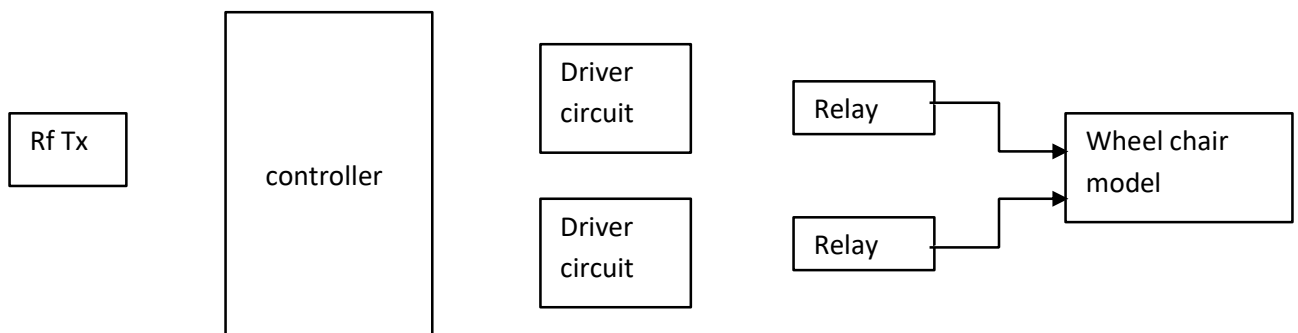 Rf Tx
controller
Driver
circuit
Driver
circuit
Relay
Relay
Wheel chair
model